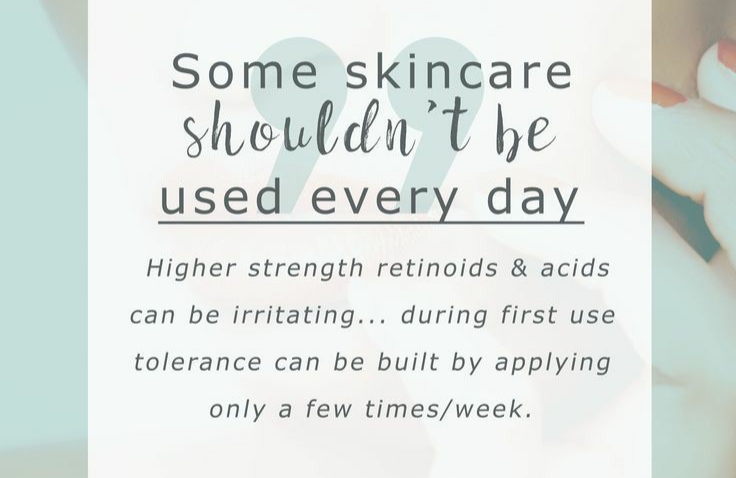 Some skincare
shouldn't be
used every day
Higher strength retinoids & acids
can be irritating... during first use
tolerance can be built by applying
only a few times/week.